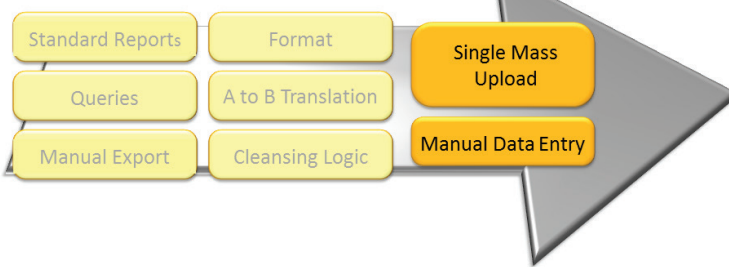 Standard Reports
Queries
Manual Export
Format
A to B Translation
Cleansing Logic
Single Mass
Upload
Manual Data Entry